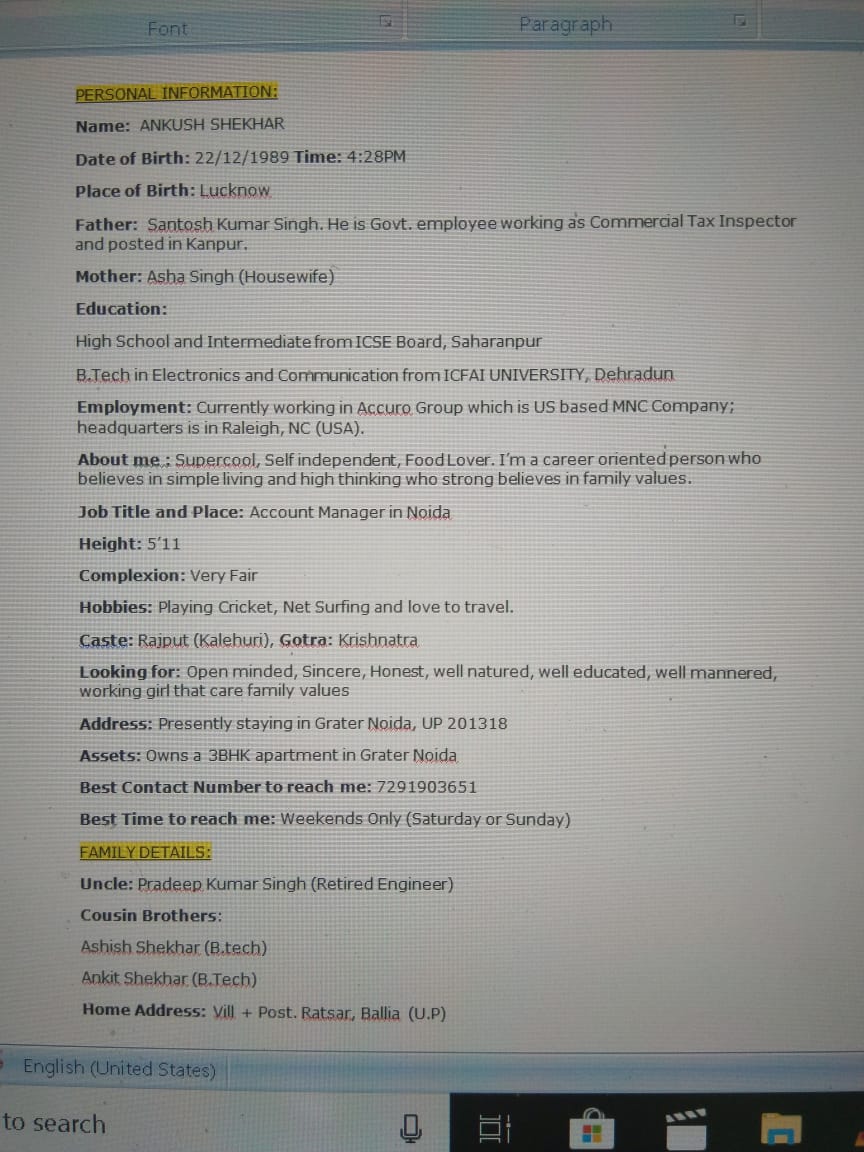 Font
Paragraph
PERSONAL INFORMATION:
Name: ANKUSH SHEKHAR
Date of Birth: 22/12/1989 Time: 4:28PM
Place of Birth: Lucknow
Father: Santosh Kumar Singh. He is Govt. employee working as Commercial Tax Inspector
and posted in Kanpur.
Mother: Asha Singh (Housewife)
Education:
High School and Intermediate from ICSE Board, Saharanpur
B.Tech in Electronics and Communication from ICFAI UNIVERSITY, Dehradun
Employment: Currently working in Accuro Group which is US based MNC Company;
headquarters is in Raleigh, NC (USA).
About me : Supercool, Self independent, Food Lover. I'm a career oriented person who
believes in simple living and high thinking who strong believes in family values.
Job Title and Place: Account Manager in Noida
Height: 5'11
Complexion: Very Fair
Hobbies: Playing Cricket, Net Surfing and love to travel.
Caste: Rajput (Kalehuri), Gotra: Krishnatra
Looking for: Open minded, Sincere, Honest, well natured, well educated, well mannered,
working girl that care family values
Address: Presently staying in Grater Noida, UP 201318
Assets: Owns a 3BHK apartment in Grater Noida
Best Contact Number to reach me: 7291903651
Best Time to reach me: Weekends Only (Saturday or Sunday)
FAMILY DETAILS:
Uncle: Pradeep Kumar Singh (Retired Engineer)
Cousin Brothers:
Ashish Shekhar (B.tech)
Ankit Shekhar (B.Tech)
Home Address: Vill + Post. Ratsar, Ballia (U.P)
English (United States)
to search